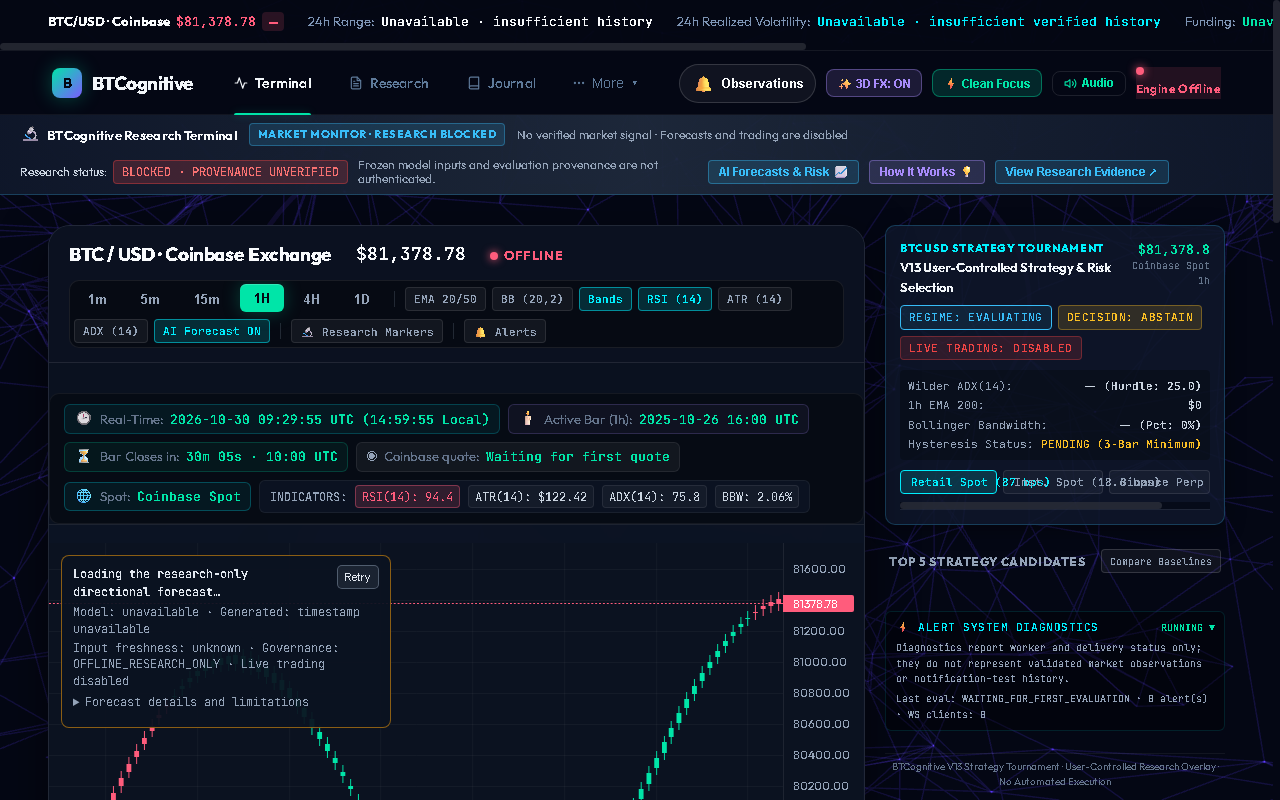 BTC/USD · Coinbase $81,378.78 — 24h Range: Unavailable · insufficient history 24h Realized Volatility: Unavailable · insufficient verified history Funding: Unav
B BTCognitive Terminal Research Journal ··· More ▾ 🔔 Observations ✨ 3D FX: ON ⚡ Clean Focus 🔊 Audio Engine Offline
🔬 BTCognitive Research Terminal MARKET MONITOR · RESEARCH BLOCKED No verified market signal · Forecasts and trading are disabled
Research status: BLOCKED · PROVENANCE UNVERIFIED Frozen model inputs and evaluation provenance are not authenticated. AI Forecasts & Risk 📈 How It Works 💡 View Research Evidence ↗
BTC / USD · Coinbase Exchange $81,378.78 ● OFFLINE
1m 5m 15m 1H 4H 1D EMA 20/50 BB (20,2) Bands RSI (14) ATR (14)
ADX (14) AI Forecast ON 🔬 Research Markers 🔔 Alerts
🕒 Real-Time: 2026-10-30 09:29:55 UTC (14:59:55 Local) 🕯 Active Bar (1h): 2025-10-26 16:00 UTC
⏳ Bar Closes in: 30m 05s · 10:00 UTC ◉ Coinbase quote: Waiting for first quote
🌐 Spot: Coinbase Spot INDICATORS: RSI(14): 94.4 ATR(14): $122.42 ADX(14): 75.8 BBW: 2.06%
Loading the research-only
directional forecast…
Retry
Model: unavailable · Generated: timestamp
unavailable
Input freshness: unknown · Governance:
OFFLINE_RESEARCH_ONLY · Live trading
disabled
▶ Forecast details and limitations
81600.00
81378.78
81200.00
81000.00
80800.00
80600.00
80400.00
80200.00
BTCUSD STRATEGY TOURNAMENT $81,378.8
V13 User-Controlled Strategy & Risk Coinbase Spot
Selection 1h
REGIME: EVALUATING DECISION: ABSTAIN
LIVE TRADING: DISABLED
Wilder ADX(14): — (Hurdle: 25.0)
1h EMA 200: $0
Bollinger Bandwidth: — (Pct: 0%)
Hysteresis Status: PENDING (3-Bar Minimum)
Retail Spot Spot Perp
TOP 5 STRATEGY CANDIDATES Compare Baselines
⚡ ALERT SYSTEM DIAGNOSTICS RUNNING ▼
Diagnostics report worker and delivery status only;
they do not represent validated market observations
or notification-test history.
Last eval: WAITING_FOR_FIRST_EVALUATION · 0 alert(s)
· WS clients: 0
BTCognitive V13 Strategy Tournament · User-Controlled Research Overlay ·
No Automated Execution